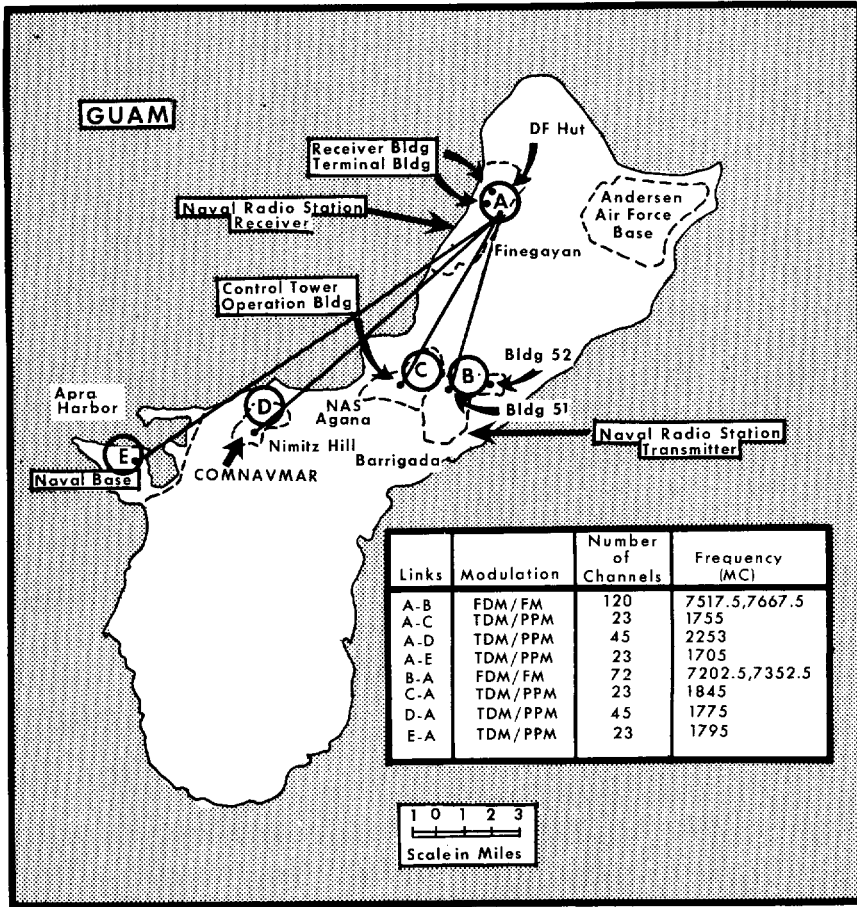 GUAM
DF Hut
Receiver Bldg
Terminal Bldg
A
Andersen
Air Force
Base
Naval Radio Station
Receiver
Finegayan
Control Tower
Operation Bldg
C
B
Bldg 52
Apra
Harbor
D
NAS
Agana
Bldg 51
Naval Radio Station
Transmitter
Nimitz Hill
Barrigada
E
COMNAVMAR
Naval Base
Links Modulation Number of Channels Frequency (MC)
A-B FDM/FM 120 7517.5,7667.5
A-C TDM/PPM 23 1755
A-D TDM/PPM 45 2253
A-E TDM/PPM 23 1705
B-A FDM/FM 72 7202.5,7352.5
C-A TDM/PPM 23 1845
D-A TDM/PPM 45 1775
E-A TDM/PPM 23 1795
1 0 1 2 3
Scale in Miles